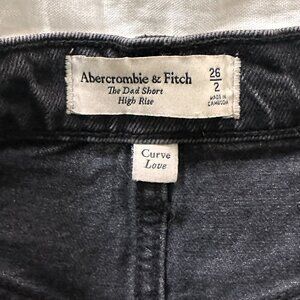 Abercrombie & Fitch
The Dad Short
High Rise
26
2
MADE IN
CAMBODIA
Curve
Love